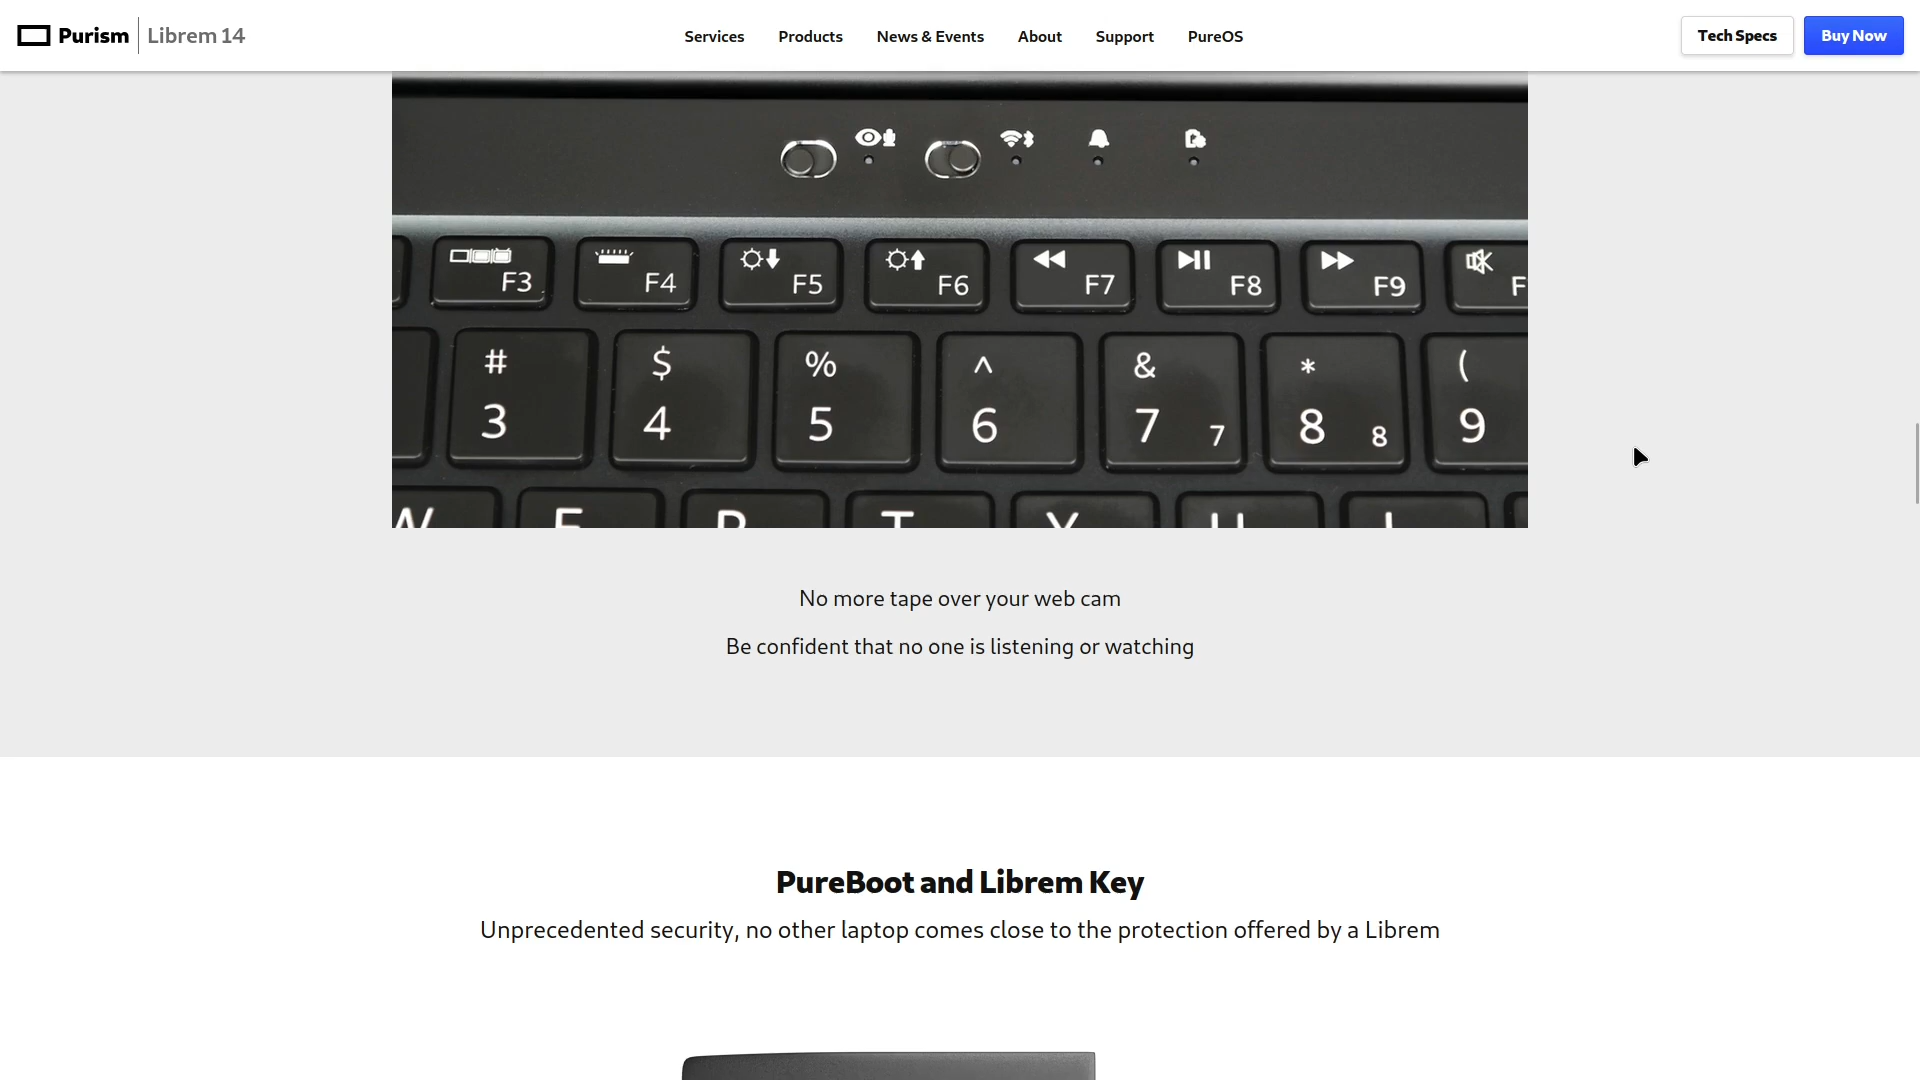 Purism Librem 14 Services Products News & Events About Support PureOS Tech Specs Buy Now
F3 F4 F5 F6 F7 F8 F9
# $ % ^ & * (
3 4 5 6 7 7 8 8 9
No more tape over your web cam
Be confident that no one is listening or watching
PureBoot and Librem Key
Unprecedented security, no other laptop comes close to the protection offered by a Librem